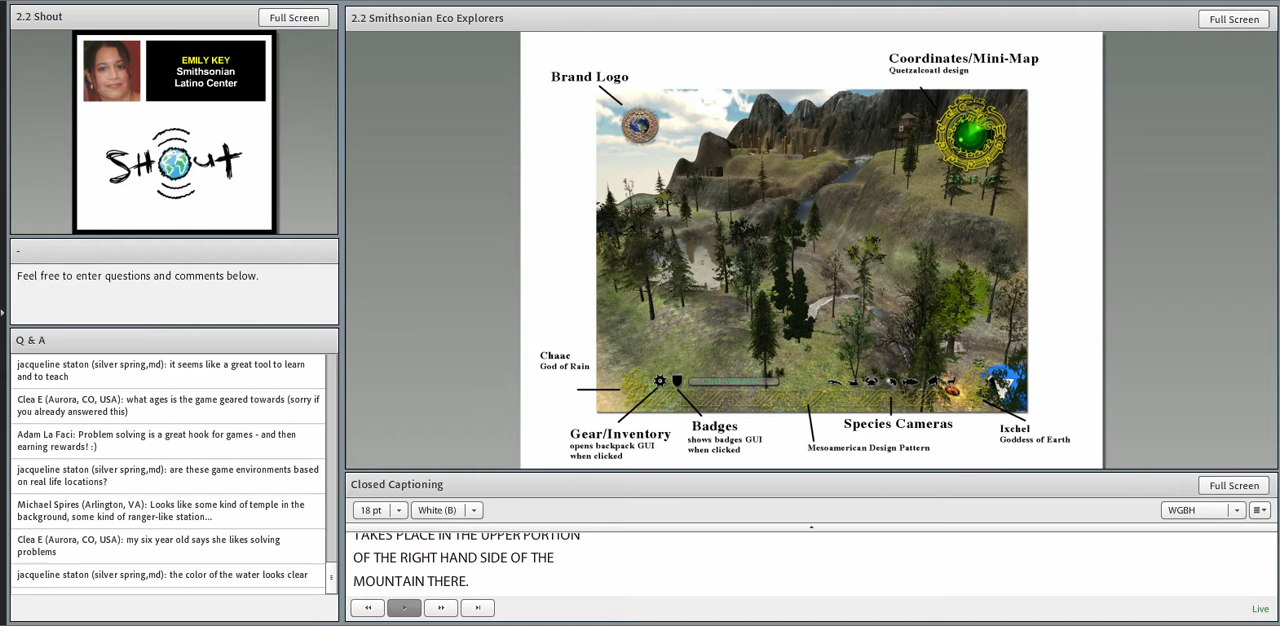 2.2 Shout
Full Screen
EMILY KEY
Smithsonian
Latino Center
SHOUT
-
Feel free to enter questions and comments below.
Q & A
jacqueline staton (silver spring,md): it seems like a great tool to learn
and to teach
Clea E (Aurora, CO, USA): what ages is the game geared towards (sorry if
you already answered this)
Adam La Faci: Problem solving is a great hook for games - and then
earning rewards! :)
jacqueline staton (silver spring,md): are these game environments based
on real life locations?
Michael Spires (Arlington, VA): Looks like some kind of temple in the
background, some kind of ranger-like station...
Clea E (Aurora, CO, USA): my six year old says she likes solving
problems
jacqueline staton (silver spring,md): the color of the water looks clear
2.2 Smithsonian Eco Explorers
Full Screen
Brand Logo
Coordinates/Mini-Map
Quetzalcoatl design
Chaac
God of Rain
Gear/Inventory
opens backpack GUI
when clicked
Badges
shows badges GUI
when clicked
Mesoamerican Design Pattern
Species Cameras
Ixchel
Goddess of Earth
Closed Captioning
Full Screen
18 pt
White (B)
WGBH
TAKES PLACE IN THE UPPER PORTION
OF THE RIGHT HAND SIDE OF THE
MOUNTAIN THERE.
Live